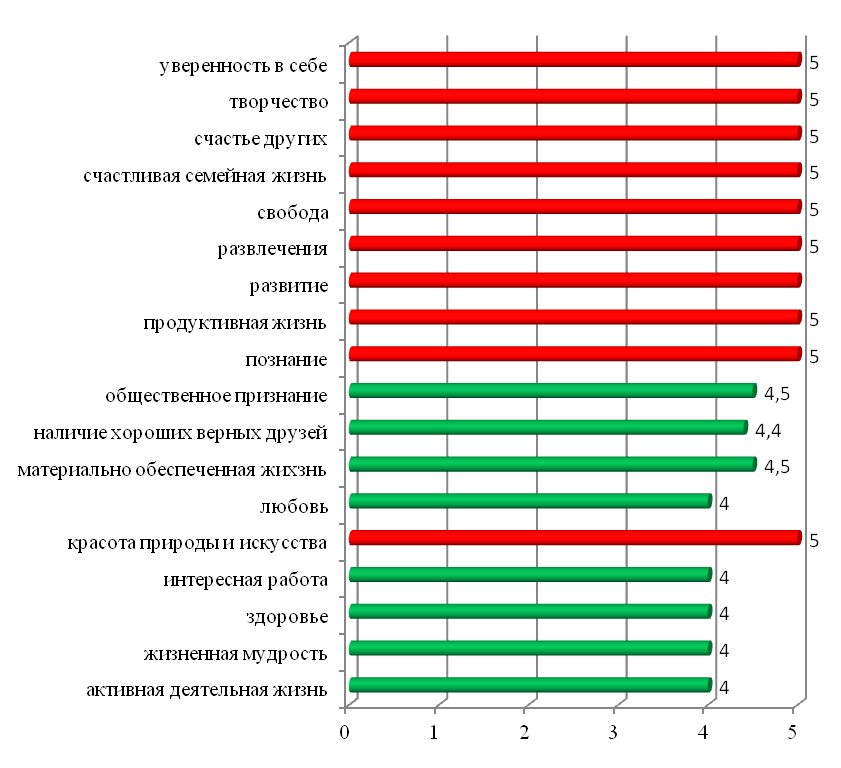 уверенность в себе 5
творчество 5
счастье других 5
счастливая семейная жизнь 5
свобода 5
развлечения 5
развитие
продуктивная жизнь 5
познание 5
общественное признание 4,5
наличие хороших верных друзей 4,4
материально обеспеченная жихзнь 4,5
любовь 4
красота природы и искусства 5
интересная работа 4
здоровье 4
жизненная мудрость 4
активная деятельная жизнь 4
0 1 2 3 4 5